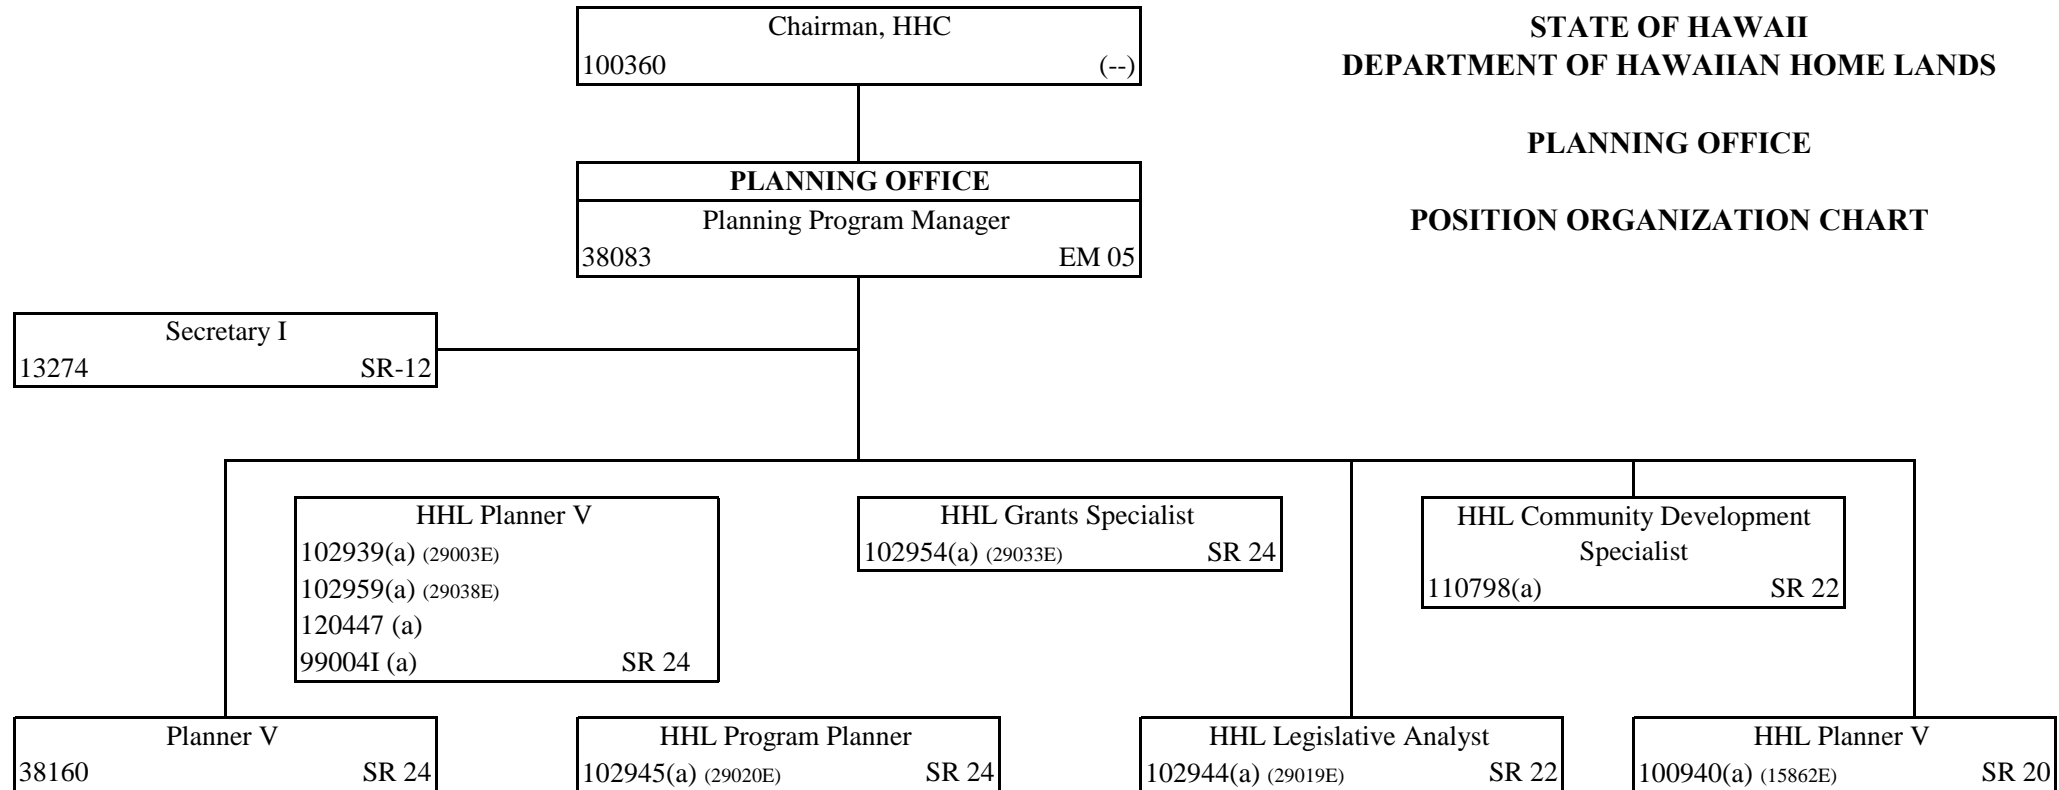 Chairman, HHC
100360 (--)
STATE OF HAWAII
DEPARTMENT OF HAWAIIAN HOME LANDS
PLANNING OFFICE
POSITION ORGANIZATION CHART
PLANNING OFFICE
Planning Program Manager
38083 EM 05
Secretary I
13274 SR-12
HHL Planner V
102939(a) (29003E)
102959(a) (29038E)
120447 (a)
99004I (a) SR 24
HHL Grants Specialist
102954(a) (29033E) SR 24
HHL Community Development
Specialist
110798(a) SR 22
Planner V
38160 SR 24
HHL Program Planner
102945(a) (29020E) SR 24
HHL Legislative Analyst
102944(a) (29019E) SR 22
HHL Planner V
100940(a) (15862E) SR 20